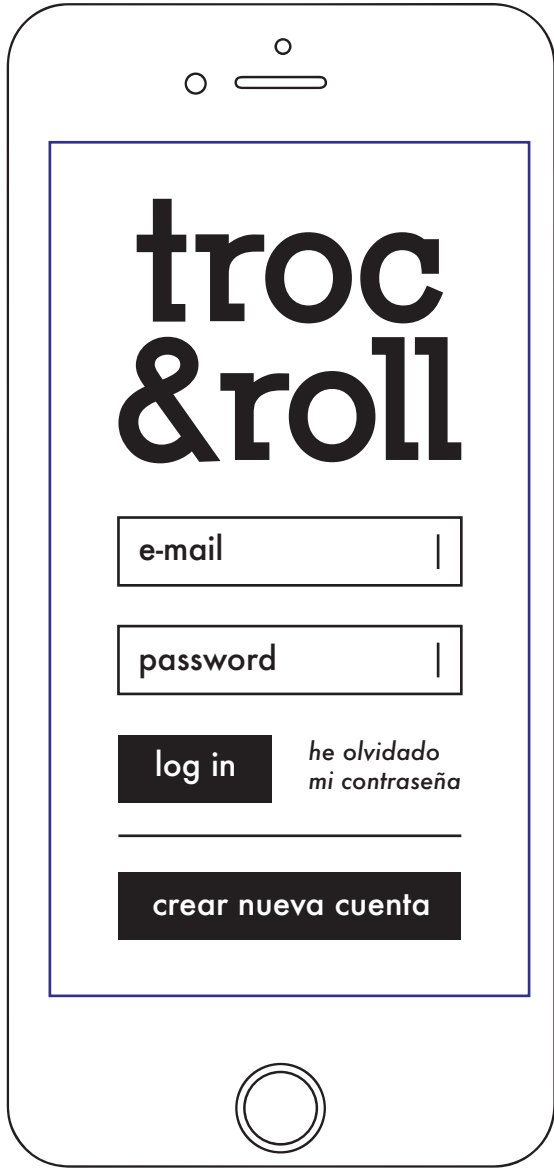 troc
&roll
e-mail
password
log in
he olvidado
mi contraseña
crear nueva cuenta